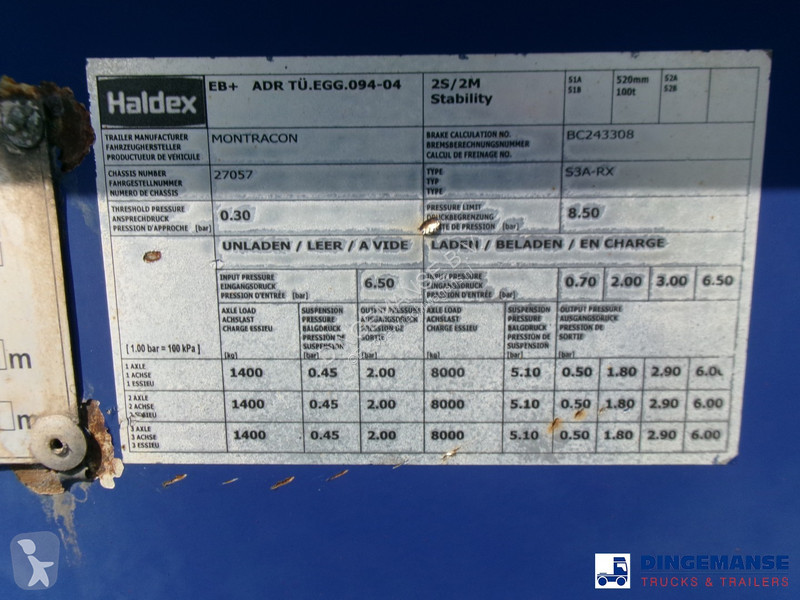 Haldex
EB+ ADR TÜ.EGG.094-04
2S/2M
Stability
S1A
S1B
520mm
100t
S2A
S2B
TRAILER MANUFACTURER
FAHRZEUGHERSTELLER
PRODUCTEUR DE VÉHICULE
MONTRACON
BRAKE CALCULATION NO.
BREMSBERECHNUNGSNUMMER
CALCUL DE FREINAGE NO.
BC243308
CHASSIS NUMBER
FAHRGESTELLNUMMER
NUMERO DE CHASSIS
27057
TYPE
TYP
TYPE
S3A-RX
THRESHOLD PRESSURE
ANSPRECHDRUCK
PRESSION D'APPROCHE [bar]
0.30
PRESSURE LIMIT
DRUCKBEGRENZUNG
DE PRESSION [bar]
8.50
UNLADEN / LEER / A VIDE
LADEN / BELADEN / EN CHARGE
INPUT PRESSURE
EINGANGSDRUCK
PRESSION D'ENTRÉE [bar]
6.50
INPUT PRESSURE
EINGANGSDRUCK
PRESSION D'ENTRÉE [bar]
0.70 2.00 3.00 6.50
[ 1.00 bar = 100 kPa ]
AXLE LOAD
ACHSLAST
CHARGE ESSIEU
[kg]
SUSPENSION
PRESSURE
BALGDRUCK
PRESSION DE
SUSPENSION
[bar]
OUTPUT PRESSURE
AUSGANGSDRUCK
PRESSION DE
SORTIE
[bar]
AXLE LOAD
ACHSLAST
CHARGE ESSIEU
[kg]
SUSPENSION
PRESSURE
BALGDRUCK
PRESSION DE
SUSPENSION
[bar]
OUTPUT PRESSURE
AUSGANGSDRUCK
PRESSION DE
SORTIE
[bar]
1 AXLE
1 ACHSE
1 ESSIEU
1400 0.45 2.00 8000 5.10 0.50 1.80 2.90 6.00
2 AXLE
2 ACHSE
2 ESSIEU
1400 0.45 2.00 8000 5.10 0.50 1.80 2.90 6.00
3 AXLE
3 ACHSE
3 ESSIEU
1400 0.45 2.00 8000 5.10 0.50 1.80 2.90 6.00
m
m
DINGEMANSE
TRUCKS & TRAILERS